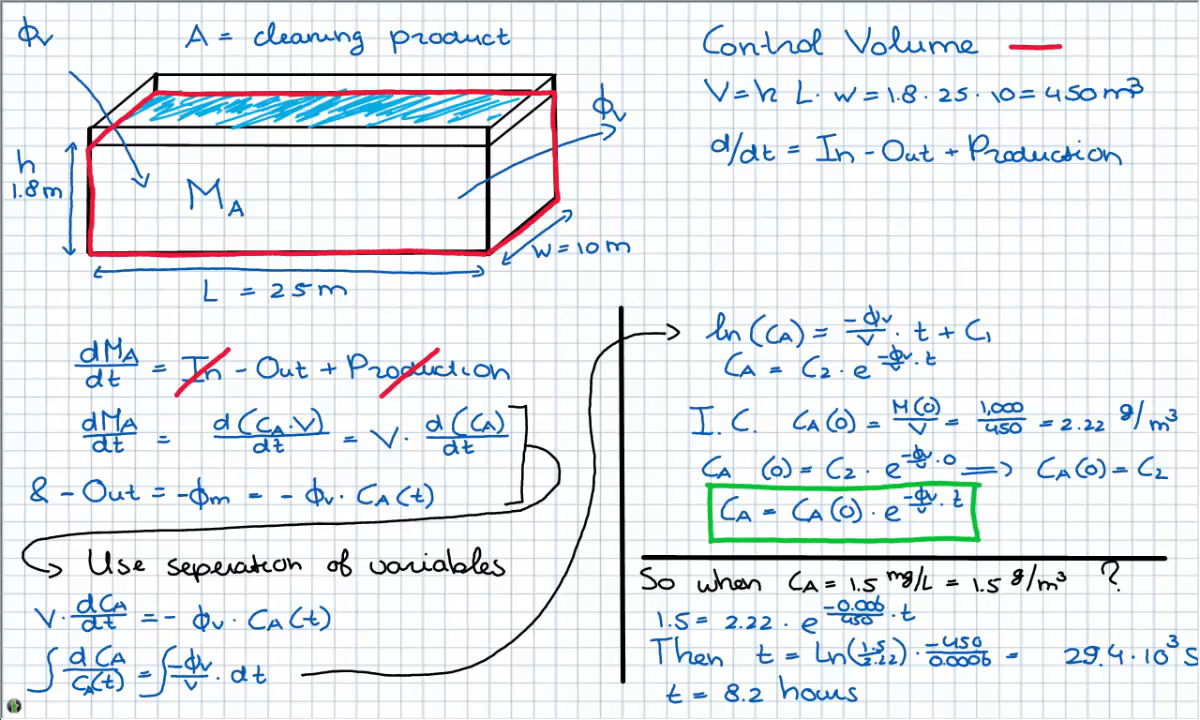 ϕv
A = cleaning product
h
1.8m
M_A
ϕv
w = 10 m
L = 25 m
Control Volume
V = h L · w = 1.8 · 25 · 10 = 450 m³
d/dt = In - Out + Production
dM_A/dt = In - Out + Production
dM_A/dt = d(C_A·V)/dt = V · d(C_A)/dt
& - Out = -ϕm = - ϕv · C_A(t)
Use seperation of variables
V · dC_A/dt = - ϕv · C_A(t)
∫ dC_A/C_A(t) = ∫ -ϕv/V · dt
ln(C_A) = -ϕv/V · t + C₁
C_A = C₂ · e^(-ϕv/V · t)
I.C. C_A(0) = M(0)/V = 1,000/450 = 2.22 g/m³
C_A (0) = C₂ · e^(-ϕv/V · 0) ⟹ C_A(0) = C₂
C_A = C_A(0) · e^(-ϕv/V · t)
So when C_A = 1.5 mg/L = 1.5 g/m³ ?
1.5 = 2.22 · e^(-0.006/450 · t)
Then t = Ln(1.5/2.22) · -450/0.0006 = 29.4 · 10³ s
t = 8.2 hours